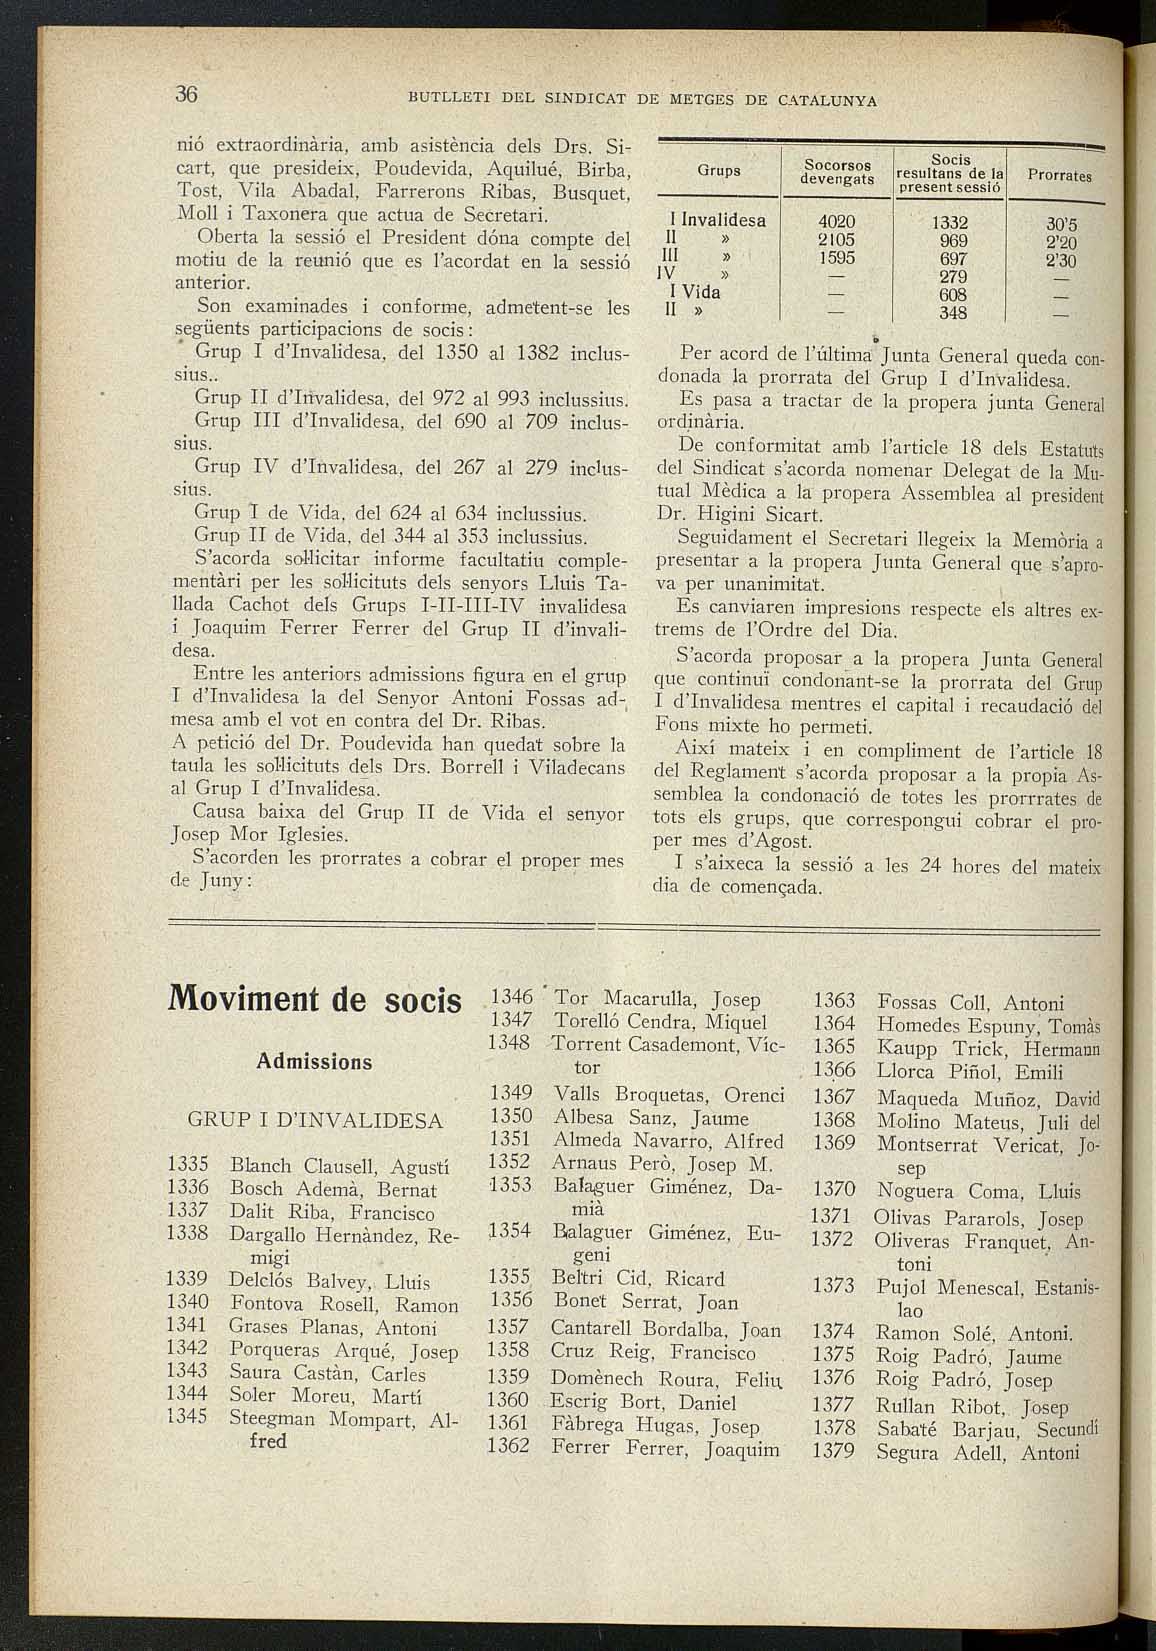 36
BUTLLETI DEL SINDICAT DE METGES DE CATALUNYA
nió extraordinària, amb asistència dels Drs. Si-
cart, que presideix, Poudevida, Aquilué, Birba,
Tost, Vila Abadal, Farrerons Ribas, Busquet,
Moll i Taxonera que actua de Secretari.
Oberta la sessió el President dóna compte del
motiu de la reunió que es l'acordat en la sessió
anterior.
Son examinades i conforme, admetent-se les
següents participacions de socis:
Grup I d'Invalidesa, del 1350 al 1382 inclus-
sius..
Grup II d'Invalidesa, del 972 al 993 inclussius.
Grup III d'Invalidesa, del 690 al 709 inclus-
sius.
Grup IV d'Invalidesa, del 267 al 279 inclus-
sius.
Grup I de Vida, del 624 al 634 inclussius.
Grup II de Vida, del 344 al 353 inclussius.
S'acorda sol·licitar informe facultatiu comple-
mentàri per les sol·licituts dels senyors Lluis Ta-
llada Cachot dels Grups I-II-III-IV invalidesa
i Joaquim Ferrer Ferrer del Grup II d'invali-
desa.
Entre les anteriors admissions figura en el grup
I d'Invalidesa la del Senyor Antoni Fossas ad-
mesa amb el vot en contra del Dr. Ribas.
A petició del Dr. Poudevida han quedat sobre la
taula les sol·licituts dels Drs. Borrell i Viladecans
al Grup I d'Invalidesa.
Causa baixa del Grup II de Vida el senyor
Josep Mor Iglesies.
S'acorden les prorrates a cobrar el proper mes
de Juny:
Grups | Socorsos devengats | Socis resultans de la present sessió | Prorrates
I Invalidesa 4020 1332 30'5
II » 2105 969 2'20
III » 1595 697 2'30
IV » — 279 —
I Vida — 608 —
II » — 348 —
Per acord de l'última Junta General queda con-
donada la prorrata del Grup I d'Invalidesa.
Es pasa a tractar de la propera junta General
ordinària.
De conformitat amb l'article 18 dels Estatuts
del Sindicat s'acorda nomenar Delegat de la Mu-
tual Mèdica a la propera Assemblea al president
Dr. Higini Sicart.
Seguidament el Secretari llegeix la Memòria a
presentar a la propera Junta General que s'apro-
va per unanimitat.
Es canviaren impresions respecte els altres ex-
trems de l'Ordre del Dia.
S'acorda proposar a la propera Junta General
que continuï condonant-se la prorrata del Grup
I d'Invalidesa mentres el capital i recaudació del
Fons mixte ho permeti.
Així mateix i en compliment de l'article 18
del Reglament s'acorda proposar a la propia As-
semblea la condonació de totes les prorrrates de
tots els grups, que correspongui cobrar el pro-
per mes d'Agost.
I s'aixeca la sessió a les 24 hores del mateix
dia de començada.
Moviment de socis
Admissions
GRUP I D'INVALIDESA
1335 Blanch Clausell, Agustí
1336 Bosch Ademà, Bernat
1337 Dalit Riba, Francisco
1338 Dargallo Hernàndez, Re-
migi
1339 Delclós Balvey, Lluis
1340 Fontova Rosell, Ramon
1341 Grases Planas, Antoni
1342 Porqueras Arqué, Josep
1343 Saura Castàn, Carles
1344 Soler Moreu, Martí
1345 Steegman Mompart, Al-
fred
1346 Tor Macarulla, Josep
1347 Torelló Cendra, Miquel
1348 Torrent Casademont, Víc-
tor
1349 Valls Broquetas, Orenci
1350 Albesa Sanz, Jaume
1351 Almeda Navarro, Alfred
1352 Arnaus Però, Josep M.
1353 Balaguer Giménez, Da-
mià
1354 Balaguer Giménez, Eu-
geni
1355 Beltri Cid, Ricard
1356 Bonet Serrat, Joan
1357 Cantarell Bordalba, Joan
1358 Cruz Reig, Francisco
1359 Domènech Roura, Feliu
1360 Escrig Bort, Daniel
1361 Fàbrega Hugas, Josep
1362 Ferrer Ferrer, Joaquim
1363 Fossas Coll, Antoni
1364 Homedes Espuny, Tomàs
1365 Kaupp Trick, Hermann
1366 Llorca Piñol, Emili
1367 Maqueda Muñoz, David
1368 Molino Mateus, Juli del
1369 Montserrat Vericat, Jo-
sep
1370 Noguera Coma, Lluis
1371 Olivas Pararols, Josep
1372 Oliveras Franquet, An-
toni
1373 Pujol Menescal, Estanis-
lao
1374 Ramon Solé, Antoni.
1375 Roig Padró, Jaume
1376 Roig Padró, Josep
1377 Rullan Ribot, Josep
1378 Sabaté Barjau, Secundí
1379 Segura Adell, Antoni